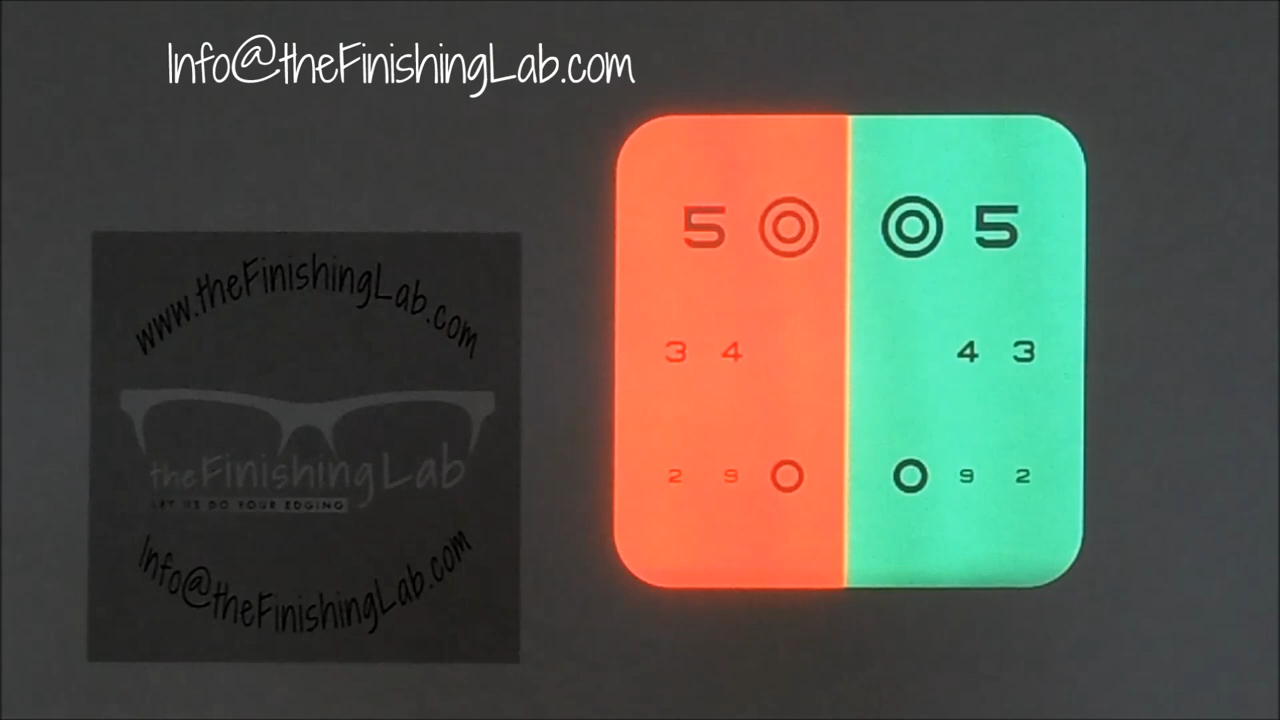 Info@theFinishingLab.com
www.theFinishingLab.com
theFinishingLab
LET US DO YOUR EDGING
Info@theFinishingLab.com
5 5
3 4 4 3
2 9 9 2